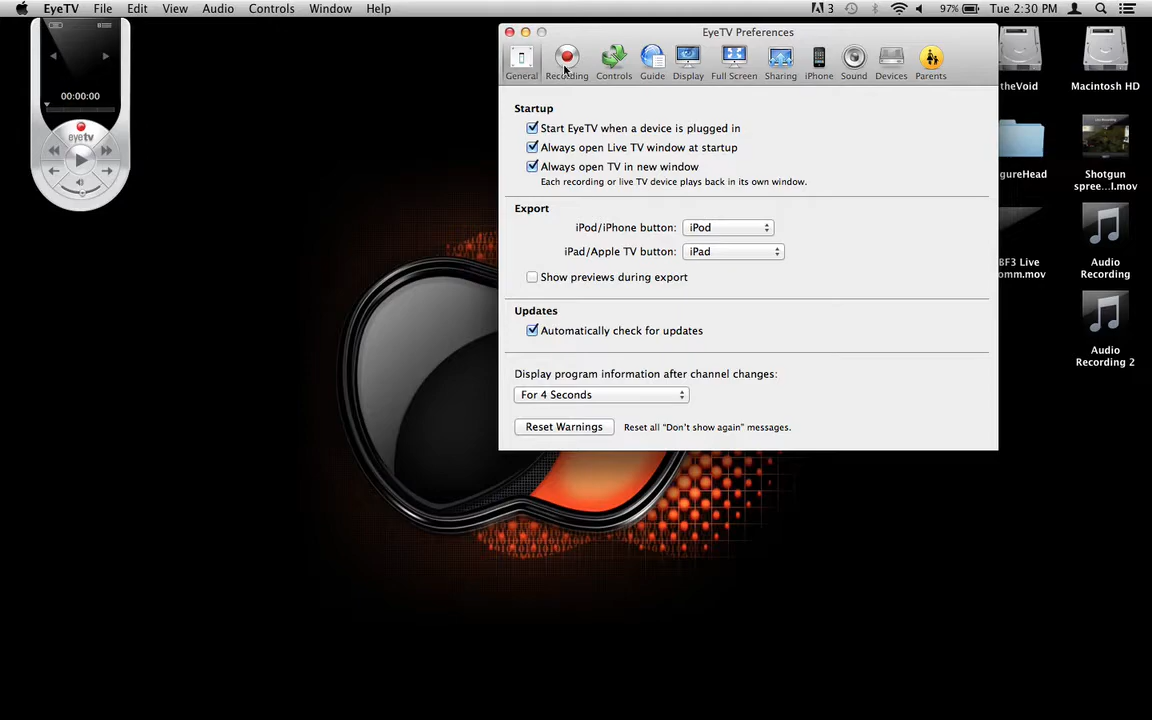 EyeTV File Edit View Audio Controls Window Help 3 97% Tue 2:30 PM
00:00:00
eyetv
EyeTV Preferences
General Recording Controls Guide Display Full Screen Sharing iPhone Sound Devices Parents
Startup
Start EyeTV when a device is plugged in
Always open Live TV window at startup
Always open TV in new window
Each recording or live TV device plays back in its own window.
Export
iPod/iPhone button: iPod
iPad/Apple TV button: iPad
Show previews during export
Updates
Automatically check for updates
Display program information after channel changes:
For 4 Seconds
Reset Warnings Reset all “Don’t show again” messages.
theVoid
Macintosh HD
gureHead
Shotgun
spree...l.mov
BF3 Live
omm.mov
Audio
Recording
Audio
Recording 2